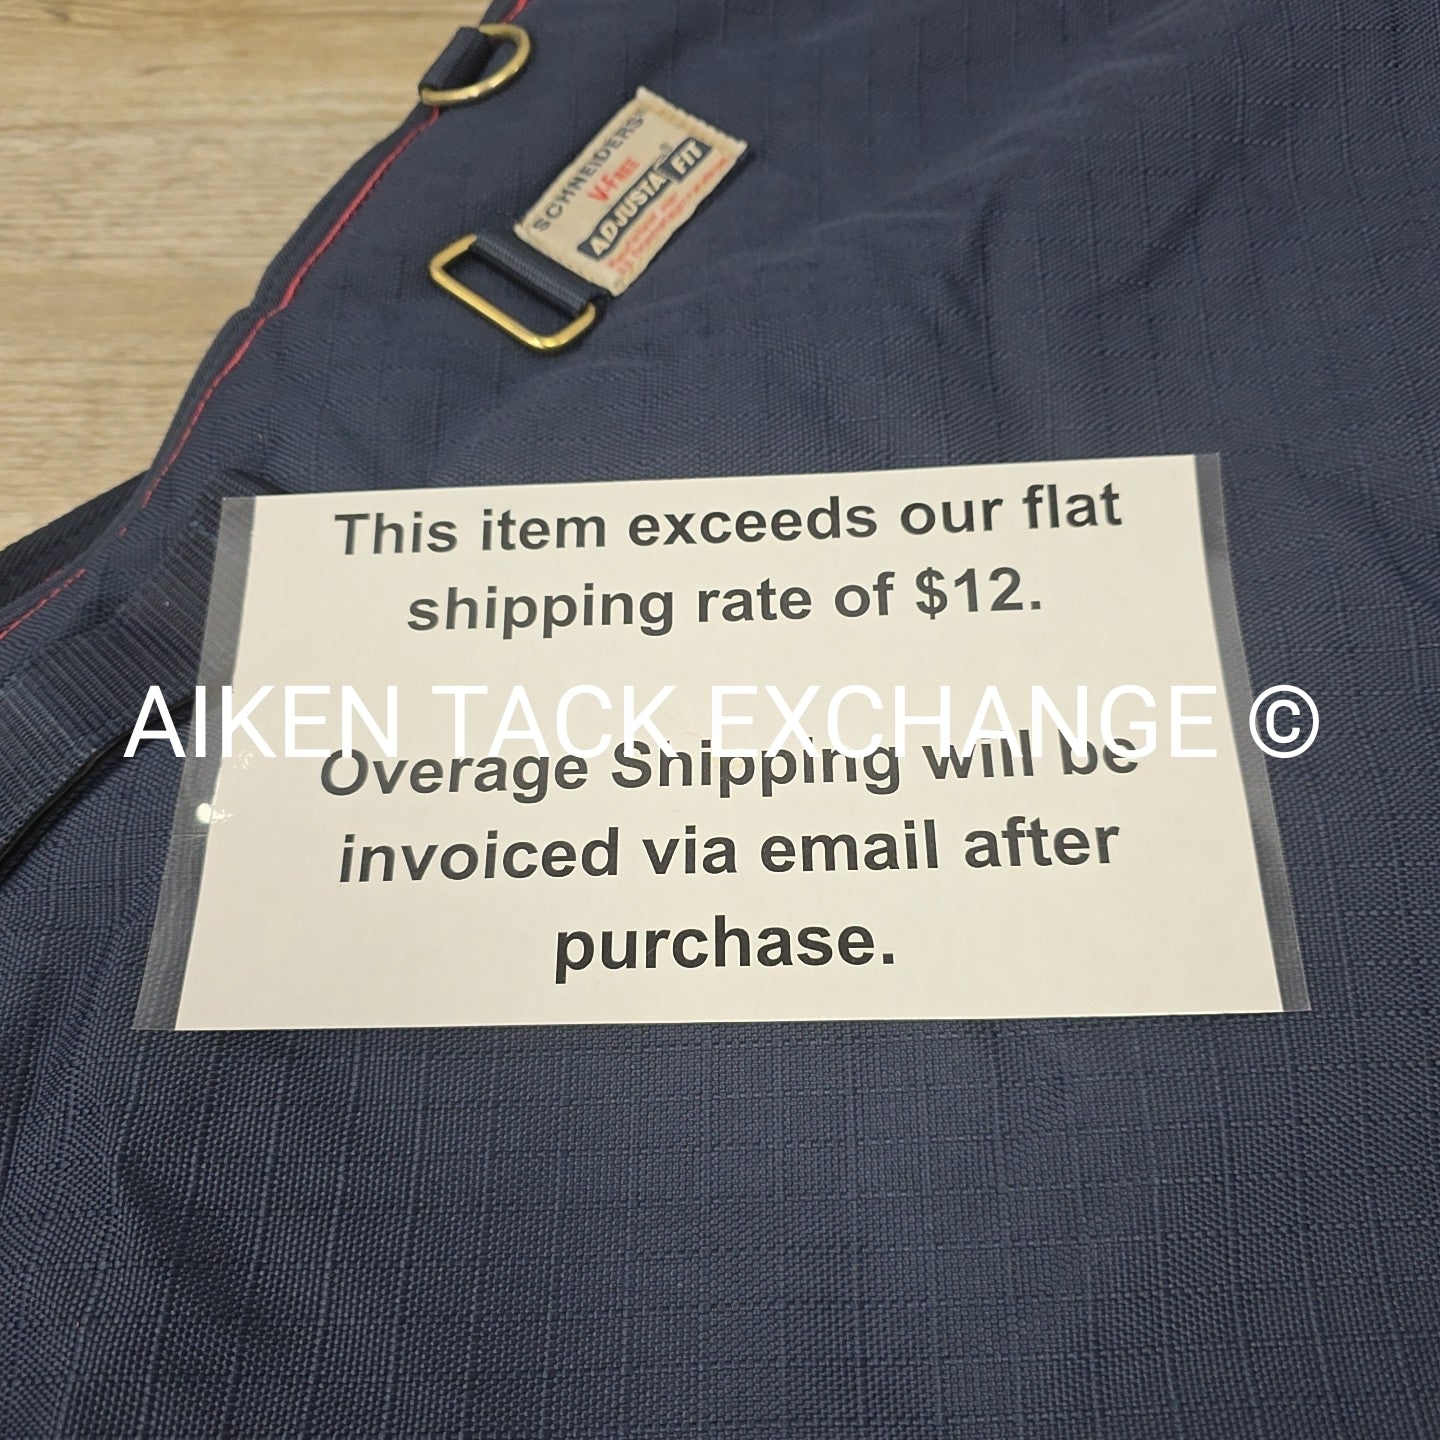 SCHNEIDERS
V-FREE
ADJUSTA FIT
This item exceeds our flat
shipping rate of $12.
AIKEN TACK EXCHANGE ©
Overage Shipping will be
invoiced via email after
purchase.